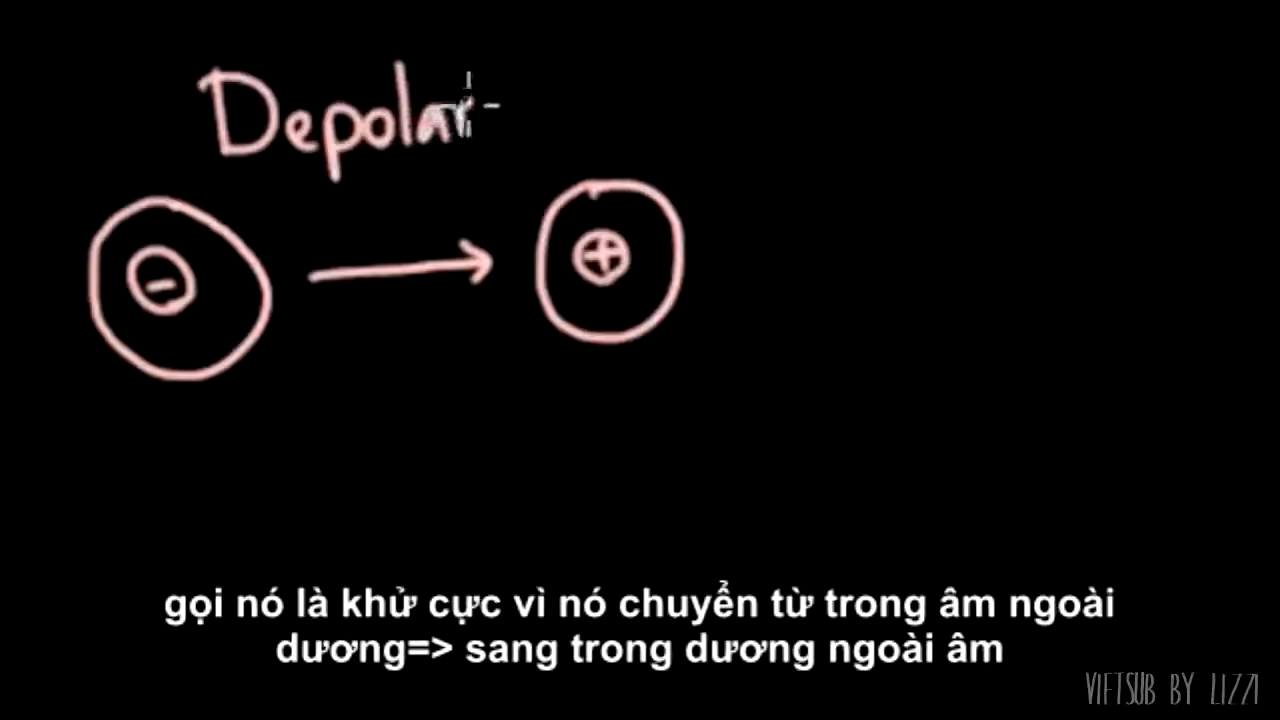 Depolar
-
+
gọi nó là khử cực vì nó chuyển từ trong âm ngoài
dương=> sang trong dương ngoài âm
VIETSUB BY LIZZI